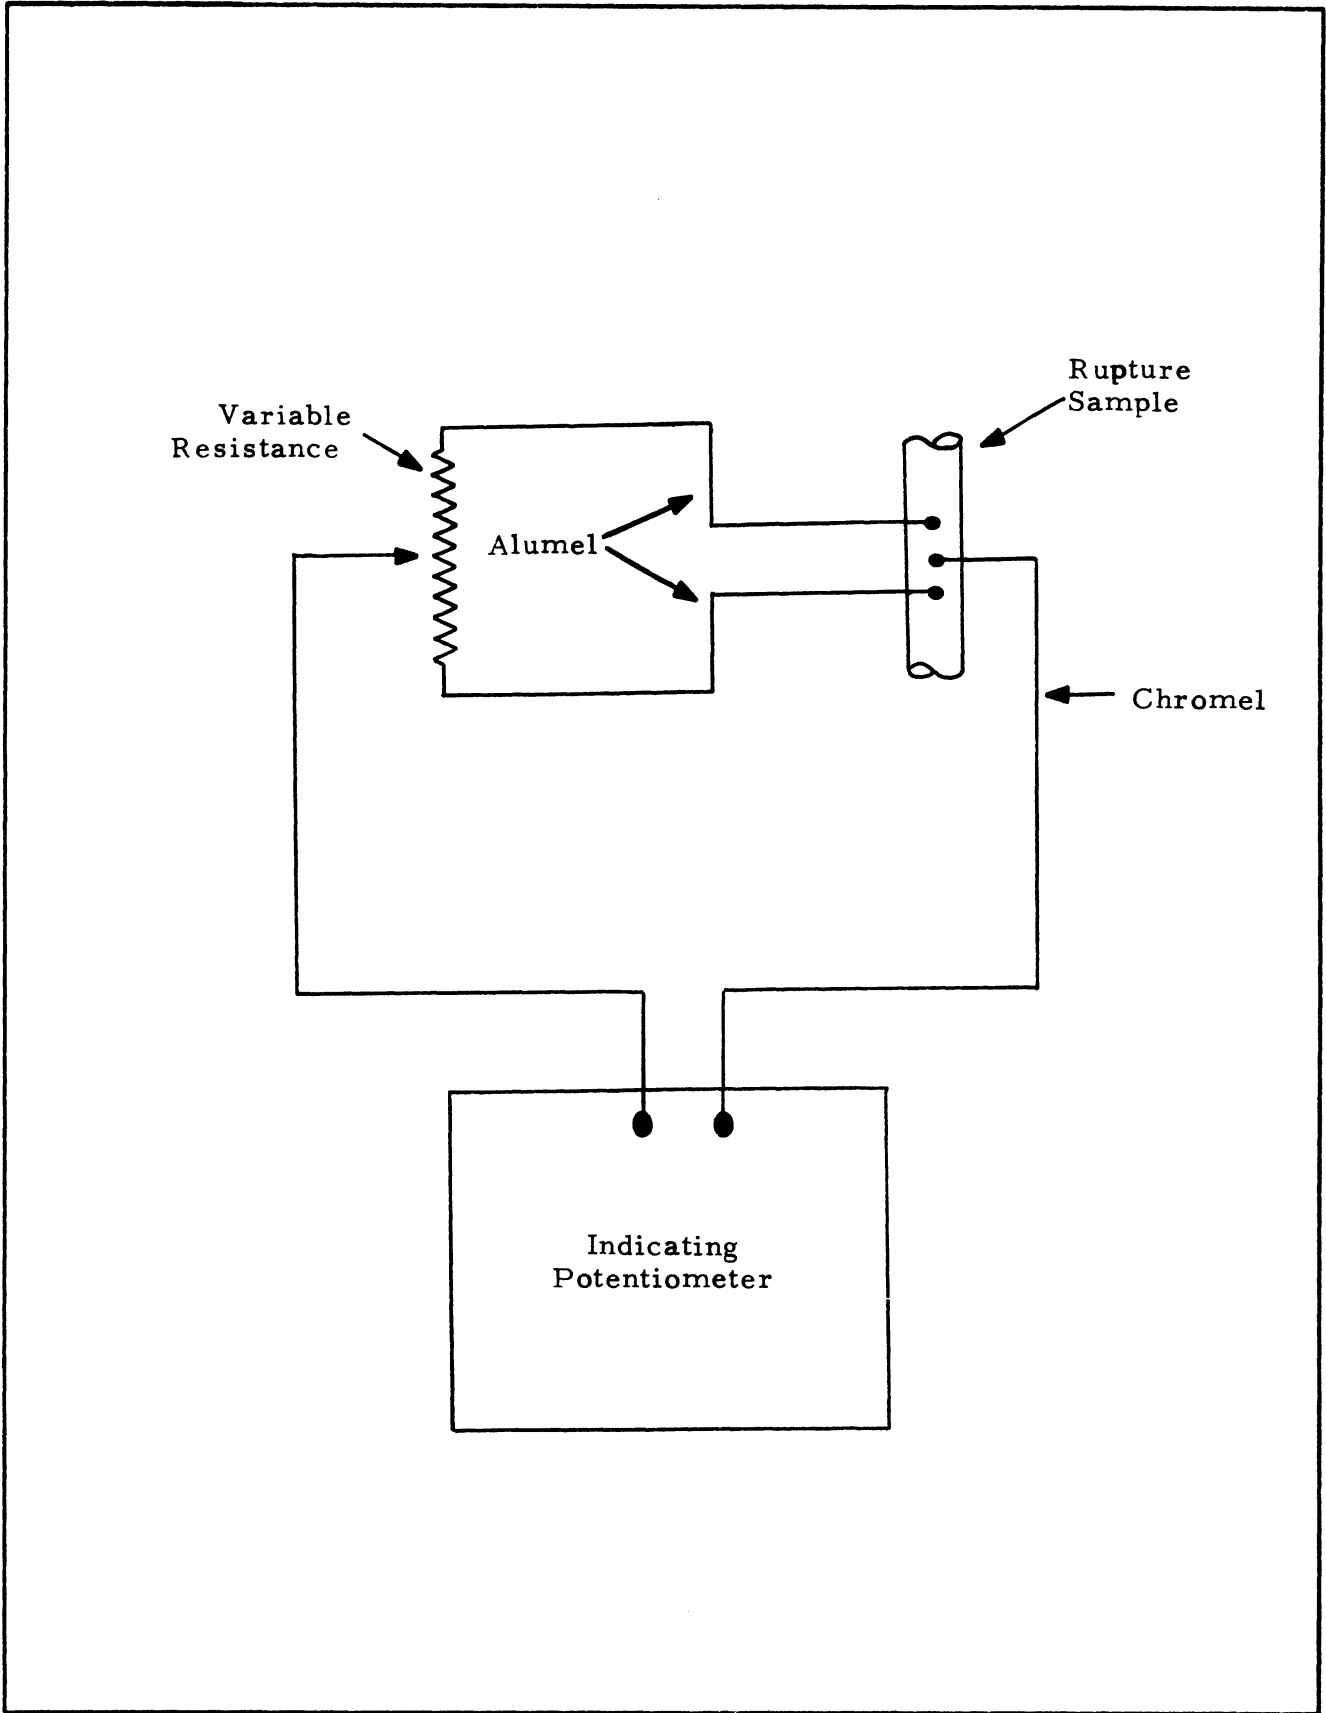 Rupture
Sample
Variable
Resistance
Alumel
Chromel
Indicating
Potentiometer